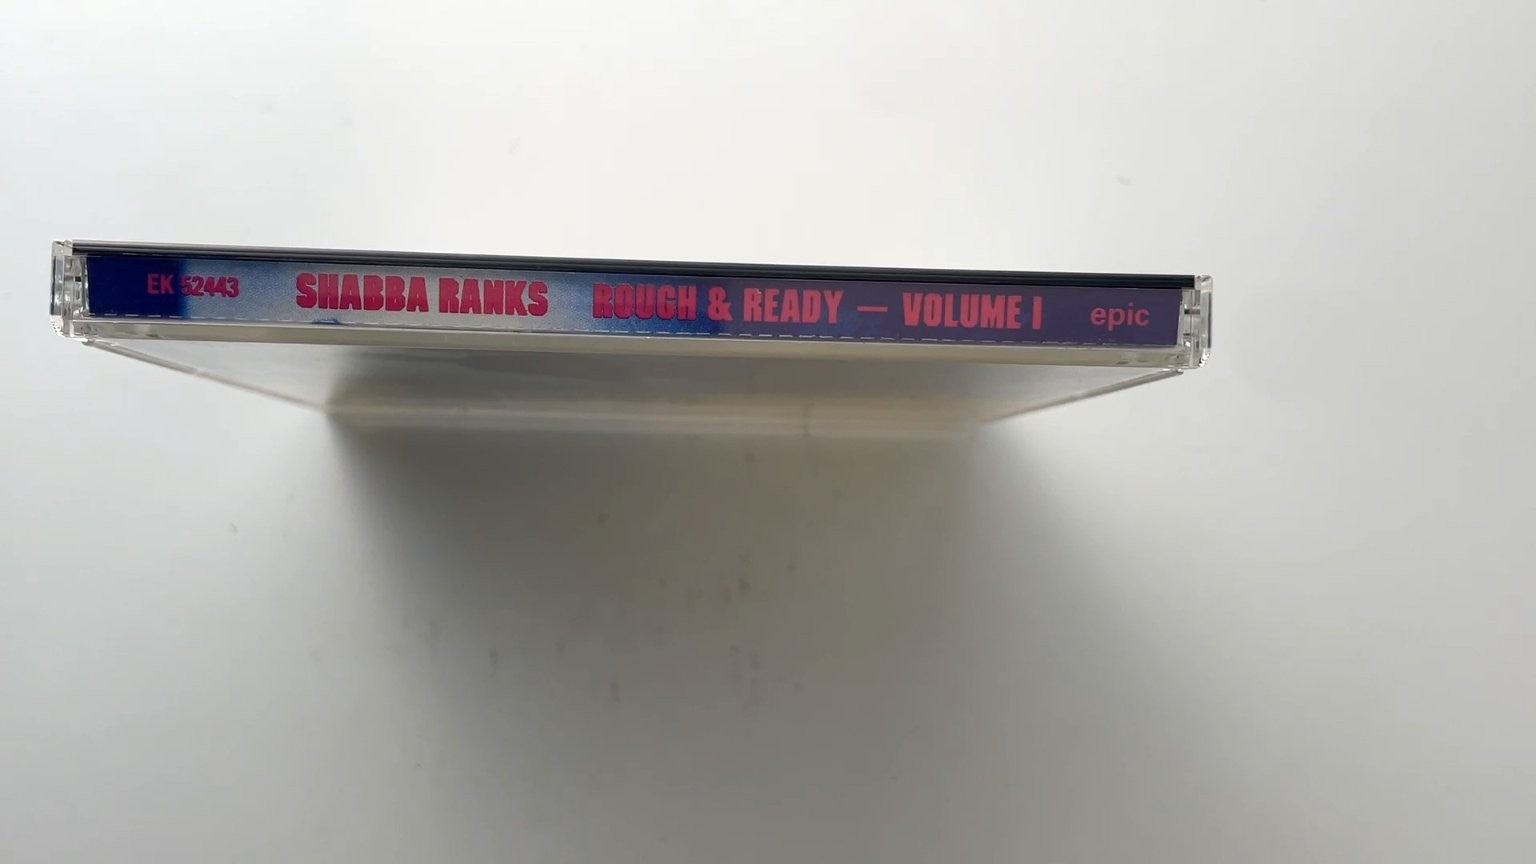 EK 52443 SHABBA RANKS ROUGH & READY — VOLUME I epic